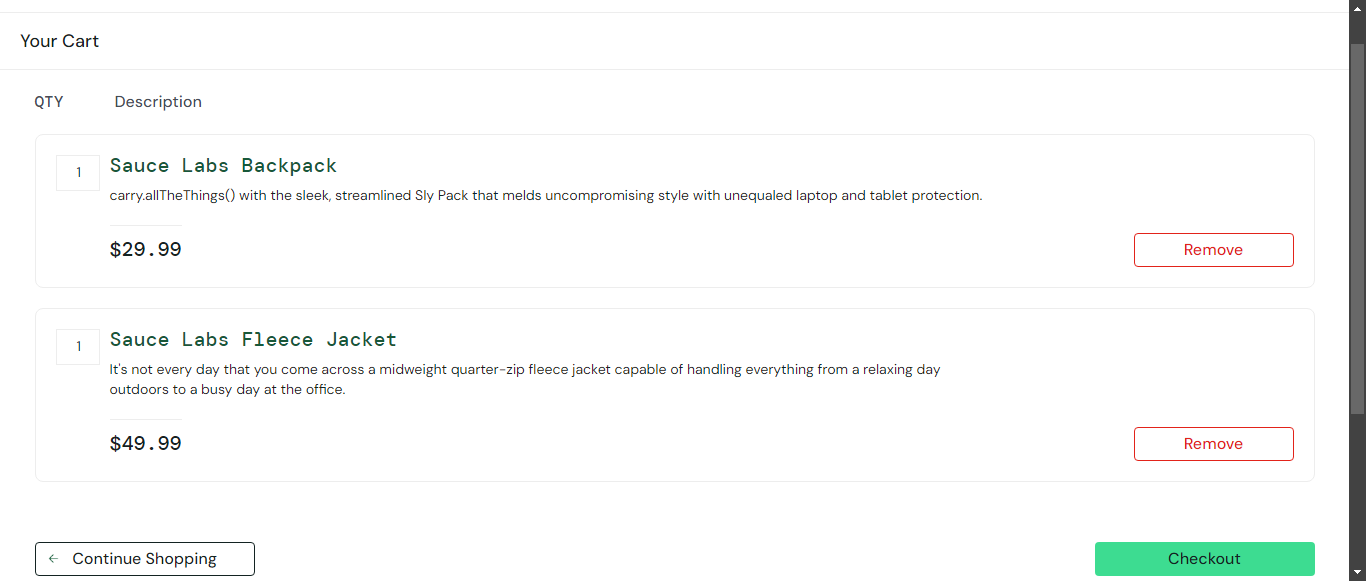 Your Cart
QTY Description
1 Sauce Labs Backpack
carry.allTheThings() with the sleek, streamlined Sly Pack that melds uncompromising style with unequaled laptop and tablet protection.
$29.99 Remove
1 Sauce Labs Fleece Jacket
It's not every day that you come across a midweight quarter-zip fleece jacket capable of handling everything from a relaxing day
outdoors to a busy day at the office.
$49.99 Remove
← Continue Shopping Checkout